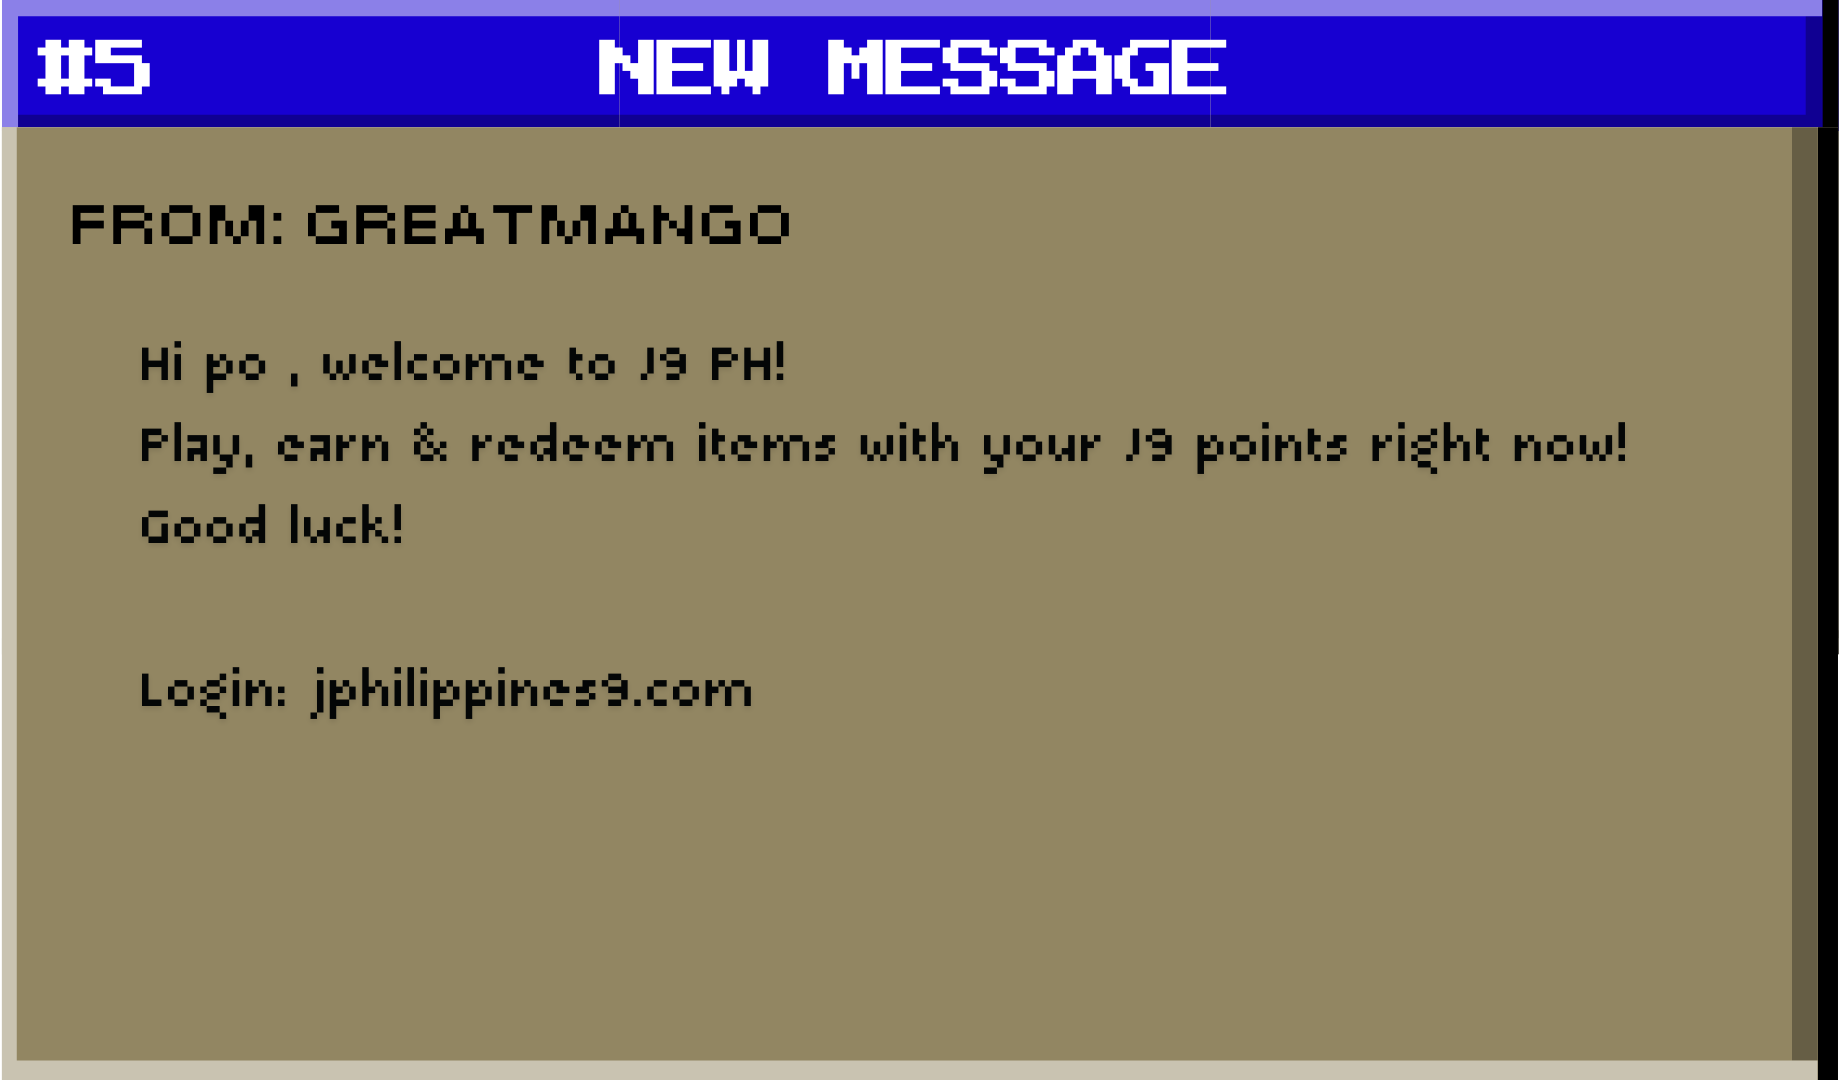 #5 NEW MESSAGE
FROM: GREATMANGO
Hi po , welcome to J9 PH!
Play, earn & redeem items with your J9 points right now!
Good luck!
Login: jphilippines9.com